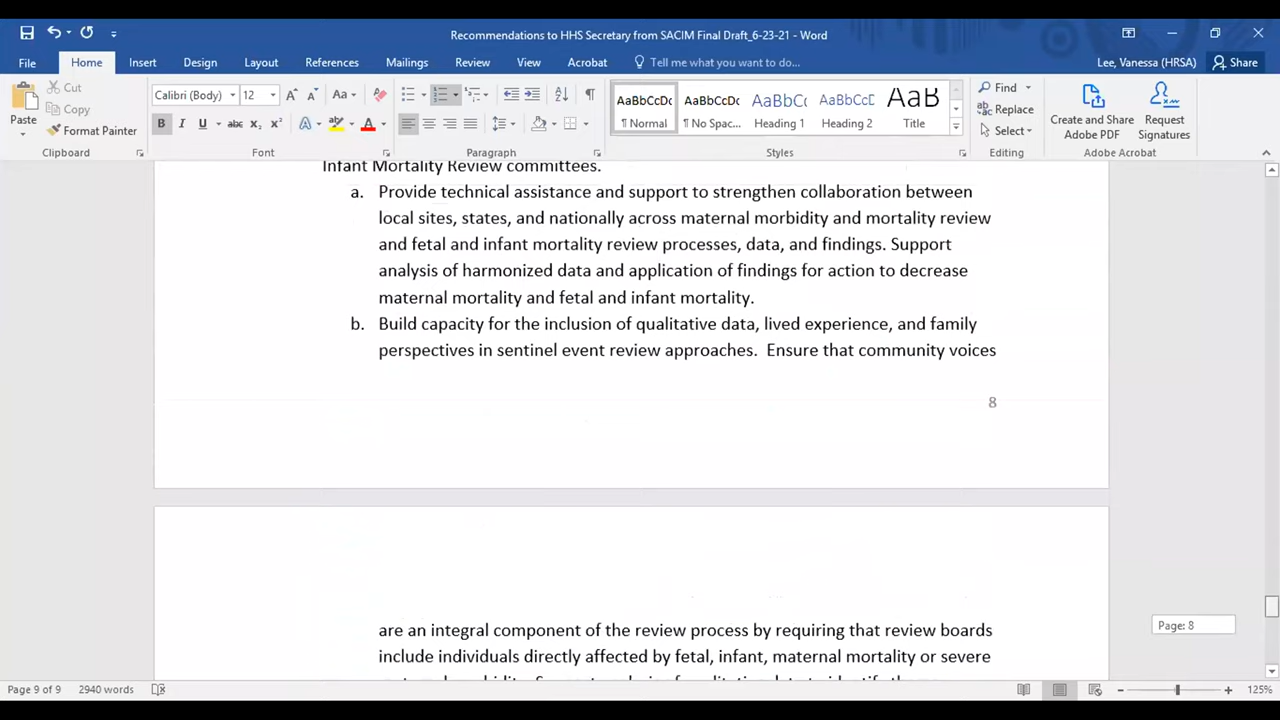 Recommendations to HHS Secretary from SACIM Final Draft_6-23-21 - Word
File Home Insert Design Layout References Mailings Review View Acrobat Tell me what you want to do... Lee, Vanessa (HRSA) Share
Paste
Cut
Copy
Format Painter
Calibri (Body) 12
AaBbCcDc AaBbCcDc AaBbC AaBbCcD AaB
¶ Normal ¶ No Spac... Heading 1 Heading 2 Title
Find
Replace
Select
Create and Share
Adobe PDF
Request
Signatures
Clipboard Font Paragraph Styles Editing Adobe Acrobat
Infant Mortality Review committees.
a. Provide technical assistance and support to strengthen collaboration between
local sites, states, and nationally across maternal morbidity and mortality review
and fetal and infant mortality review processes, data, and findings. Support
analysis of harmonized data and application of findings for action to decrease
maternal mortality and fetal and infant mortality.
b. Build capacity for the inclusion of qualitative data, lived experience, and family
perspectives in sentinel event review approaches. Ensure that community voices
8
are an integral component of the review process by requiring that review boards
include individuals directly affected by fetal, infant, maternal mortality or severe
Page: 8
Page 9 of 9 2940 words 125%